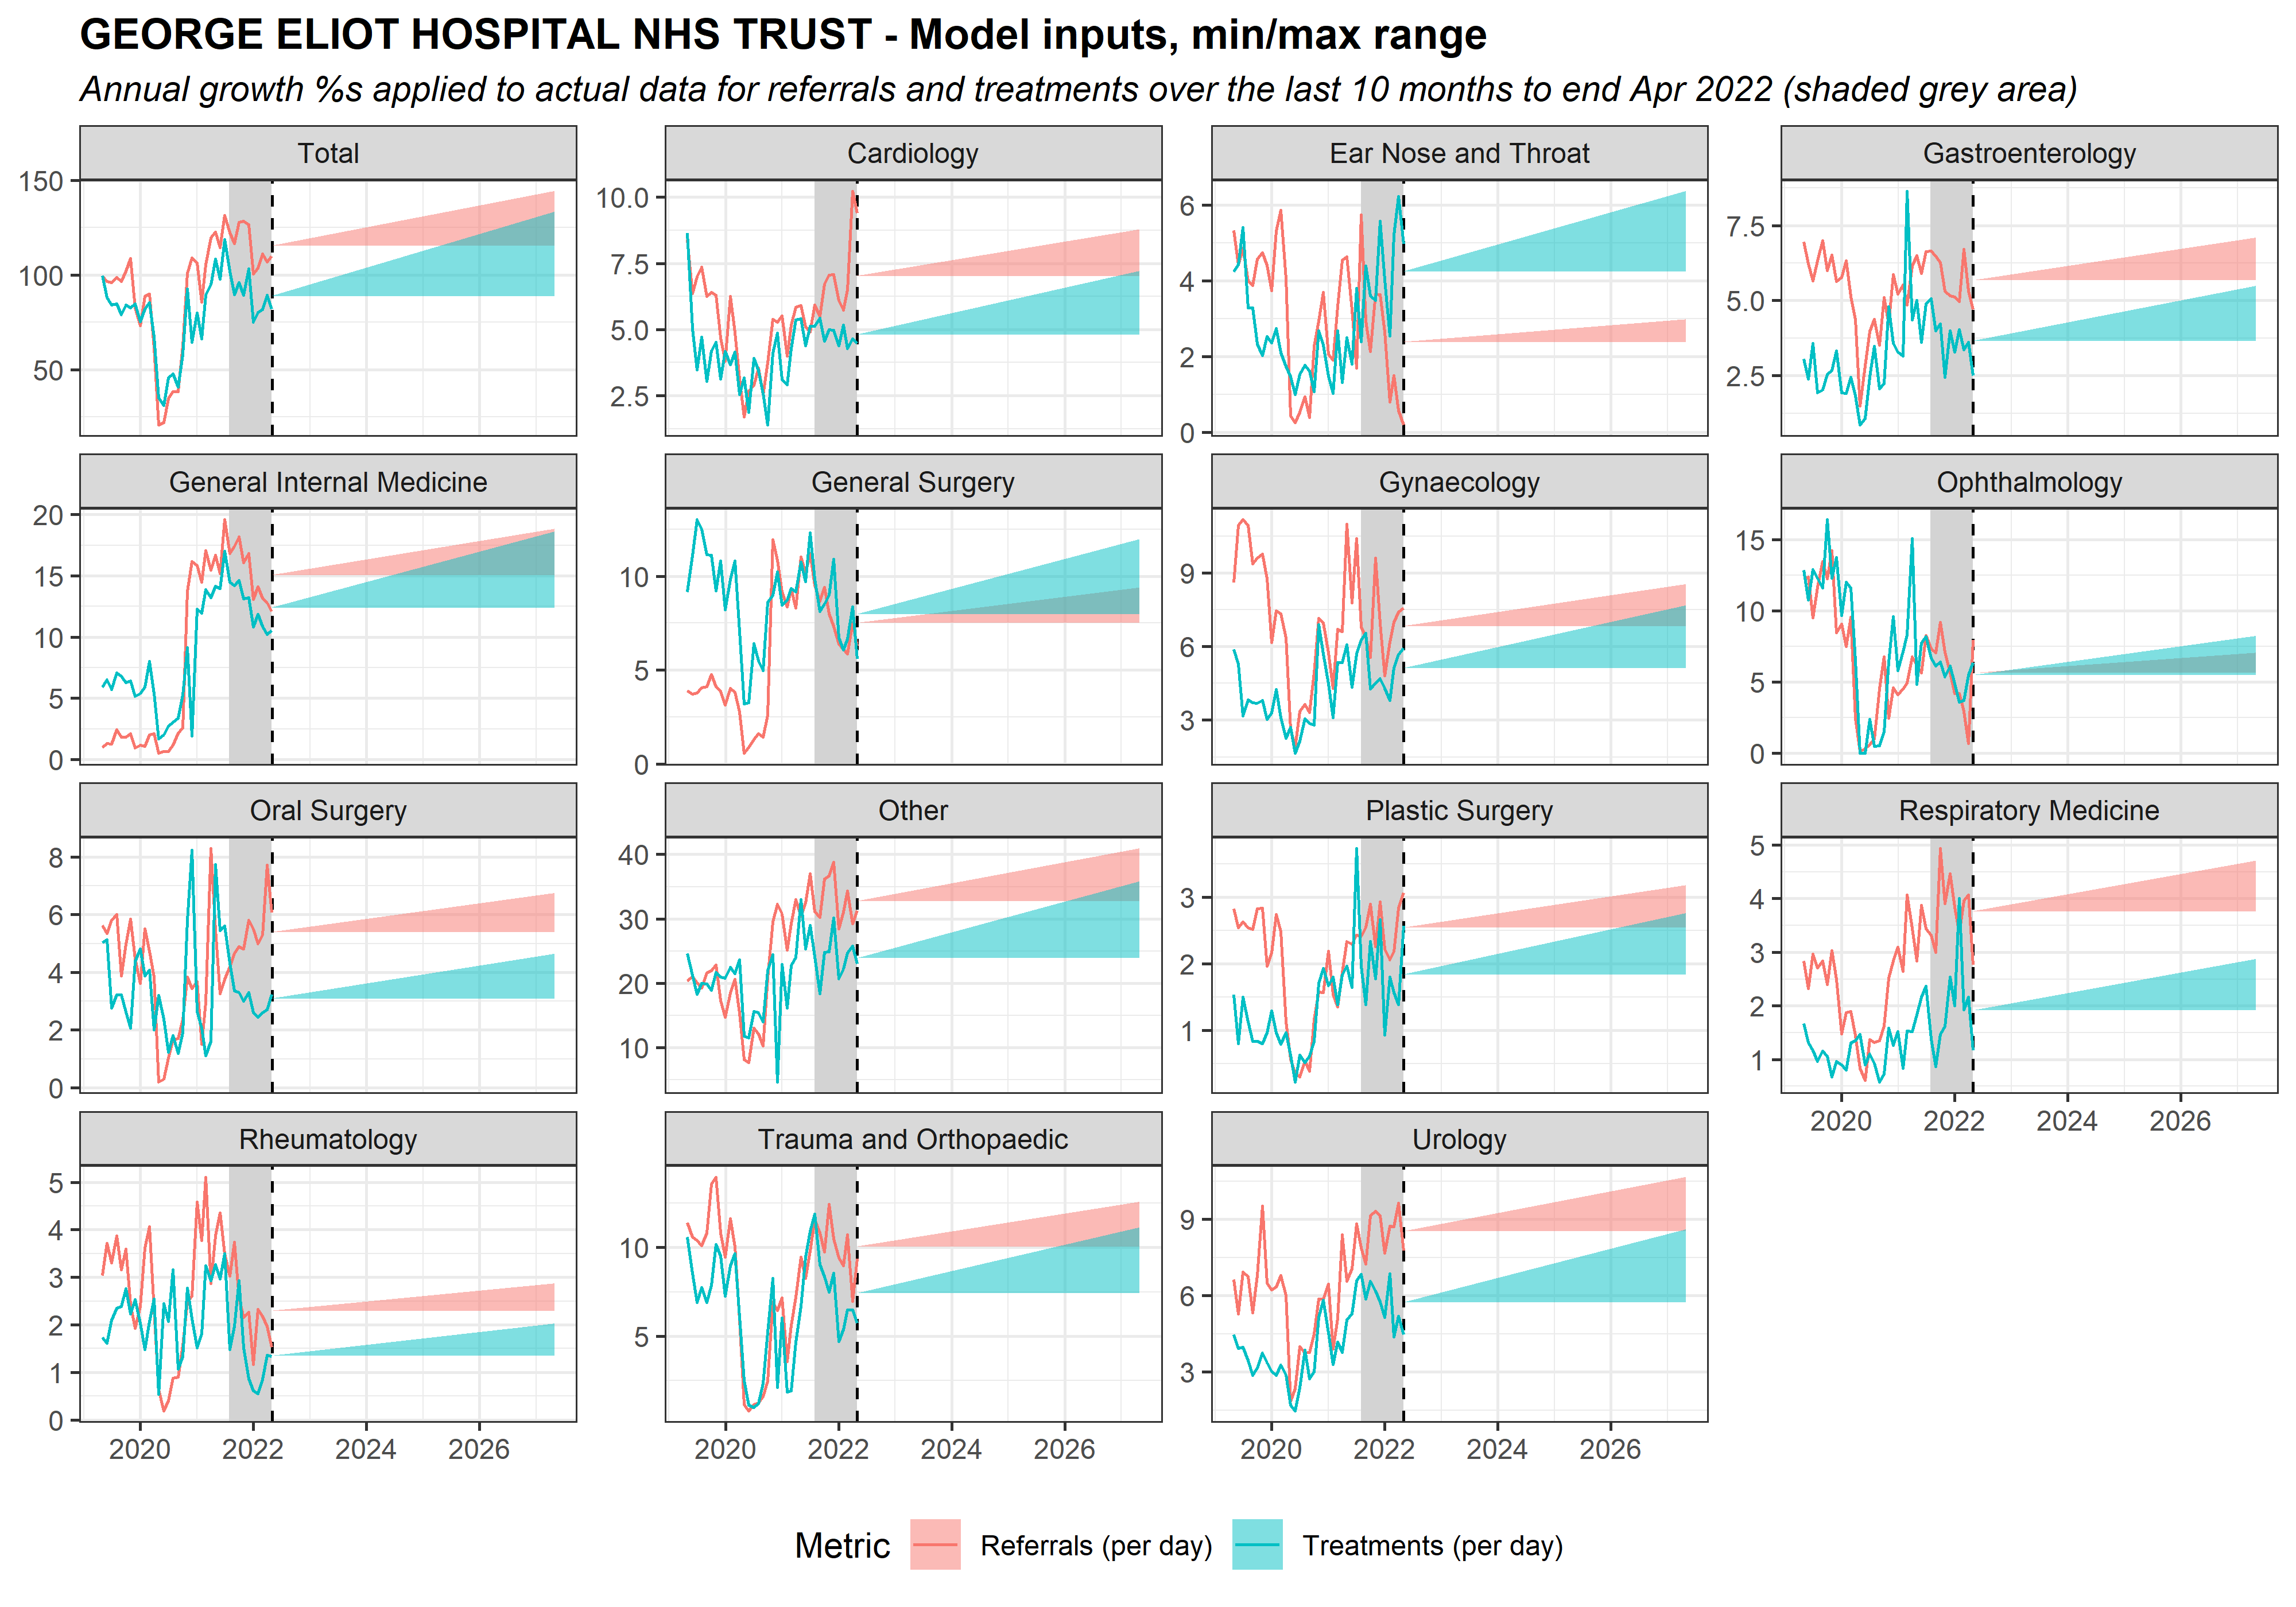 GEORGE ELIOT HOSPITAL NHS TRUST - Model inputs, min/max range
Annual growth %s applied to actual data for referrals and treatments over the last 10 months to end Apr 2022 (shaded grey area)
Total
150
100
50
Cardiology
10.0
7.5
5.0
2.5
Ear Nose and Throat
6
4
2
0
Gastroenterology
7.5
5.0
2.5
General Internal Medicine
20
15
10
5
0
General Surgery
10
5
0
Gynaecology
9
6
3
Ophthalmology
15
10
5
0
Oral Surgery
8
6
4
2
0
Other
40
30
20
10
Plastic Surgery
3
2
1
Respiratory Medicine
5
4
3
2
1
2020 2022 2024 2026
Rheumatology
5
4
3
2
1
0
2020 2022 2024 2026
Trauma and Orthopaedic
10
5
2020 2022 2024 2026
Urology
9
6
3
2020 2022 2024 2026
Metric Referrals (per day) Treatments (per day)